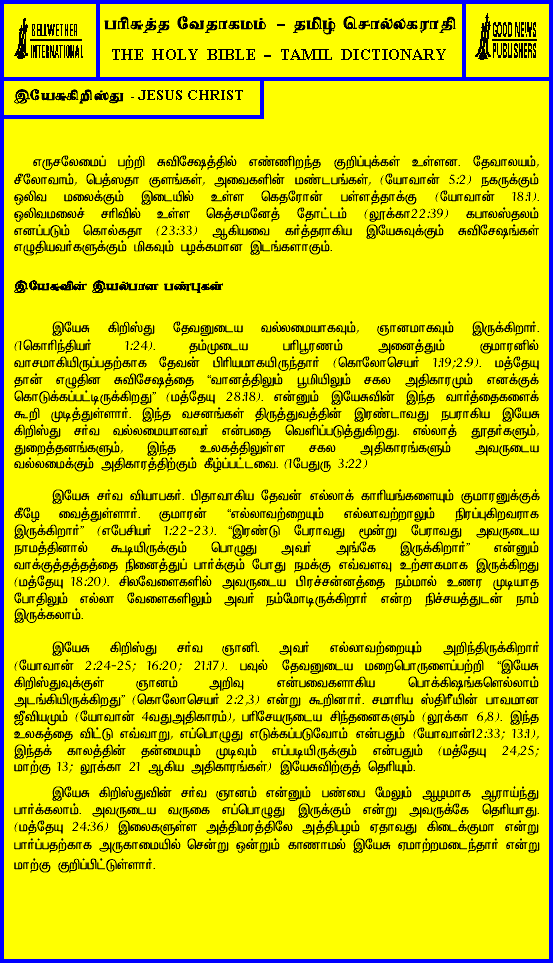 BELLWETHER
INTERNATIONAL
பரிசுத்த வேதாகமம் – தமிழ் சொல்லகராதி
THE HOLY BIBLE – TAMIL DICTIONARY
GOOD NEWS
PUBLISHERS
இயேசுகிறிஸ்து - JESUS CHRIST
எருசலேமைப் பற்றி சுவிசேஷத்தில் எண்ணிறந்த குறிப்புக்கள் உள்ளன. தேவாலயம்,
சீலோவாம், பெத்ஸதா குளங்கள், அவைகளின் மண்டபங்கள், (யோவான் 5:2) நகருக்கும்
ஒலிவ மலைக்கும் இடையில் உள்ள கெதரோன் பள்ளத்தாக்கு (யோவான் 18:1).
ஒலிவமலைச் சரிவில் உள்ள கெத்சமனேத் தோட்டம் (லூக்கா22:39) கபாலஸ்தலம்
எனப்படும் கொல்கதா (23:33) ஆகியவை கர்த்தராகிய இயேசுவுக்கும் சுவிசேஷங்கள்
எழுதியவர்களுக்கும் மிகவும் பழக்கமான இடங்களாகும்.
இயேசுவின் இயல்பான பண்புகள்
இயேசு கிறிஸ்து தேவனுடைய வல்லமையாகவும், ஞானமாகவும் இருக்கிறார்.
(1கொரிந்தியர் 1:24). தம்முடைய பரிபூரணம் அனைத்தும் குமாரனில்
வாசமாகியிருப்பதற்காக தேவன் பிரியமாகயிருந்தார் (கொலோசெயர் 1:19;2:9). மத்தேயு
தான் எழுதின சுவிசேஷத்தை “வானத்திலும் பூமியிலும் சகல அதிகாரமும் எனக்குக்
கொடுக்கப்பட்டிருக்கிறது” (மத்தேயு 28:18). என்னும் இயேசுவின் இந்த வார்த்தைகளைக்
கூறி முடித்துள்ளார். இந்த வசனங்கள் திருத்துவத்தின் இரண்டாவது நபராகிய இயேசு
கிறிஸ்து சர்வ வல்லமையானவர் என்பதை வெளிப்படுத்துகிறது. எல்லாத் தூதர்களும்,
துறைத்தனங்களும், இந்த உலகத்திலுள்ள சகல அதிகாரங்களும் அவருடைய
வல்லமைக்கும் அதிகாரத்திற்கும் கீழ்ப்பட்டவை. (1பேதுரு 3:22)
இயேசு சர்வ வியாபகர். பிதாவாகிய தேவன் எல்லாக் காரியங்களையும் குமாரனுக்குக்
கீழே வைத்துள்ளார். குமாரன் “எல்லாவற்றையும் எல்லாவற்றாலும் நிரப்புகிறவராக
இருக்கிறார்” (எபேசியர் 1:22-23). “இரண்டு பேராவது மூன்று பேராவது அவருடைய
நாமத்தினால் கூடியிருக்கும் பொழுது அவர் அங்கே இருக்கிறார்” என்னும்
வாக்குத்தத்தத்தை நினைத்துப் பார்க்கும் போது நமக்கு எவ்வளவு உற்சாகமாக இருக்கிறது
(மத்தேயு 18:20). சிலவேளைகளில் அவருடைய பிரச்சன்னத்தை நம்மால் உணர முடியாத
போதிலும் எல்லா வேளைகளிலும் அவர் நம்மோடிருக்கிறார் என்ற நிச்சயத்துடன் நாம்
இருக்கலாம்.
இயேசு கிறிஸ்து சர்வ ஞானி. அவர் எல்லாவற்றையும் அறிந்திருக்கிறார்
(யோவான் 2:24-25; 16:20; 21:17). பவுல் தேவனுடைய மறைபொருளைப்பற்றி “இயேசு
கிறிஸ்துவுக்குள் ஞானம் அறிவு என்பவைகளாகிய பொக்கிஷங்களெல்லாம்
அடங்கியிருக்கிறது” (கொலோசெயர் 2:2,3) என்று கூறினார். சமாரிய ஸ்திரீயின் பாவமான
ஜீவியமும் (யோவான் 4வதுஅதிகாரம்), பரிசேயருடைய சிந்தனைகளும் (லூக்கா 6,8). இந்த
உலகத்தை விட்டு எவ்வாறு, எப்பொழுது எடுக்கப்படுவோம் என்பதும் (யோவான்12:33; 13:1),
இந்தக் காலத்தின் தன்மையும் முடிவும் எப்படியிருக்கும் என்பதும் (மத்தேயு 24,25;
மாற்கு 13; லூக்கா 21 ஆகிய அதிகாரங்கள்) இயேசுவிற்குத் தெரியும்.
இயேசு கிறிஸ்துவின் சர்வ ஞானம் என்னும் பண்பை மேலும் ஆழமாக ஆராய்ந்து
பார்க்கலாம். அவருடைய வருகை எப்பொழுது இருக்கும் என்று அவருக்கே தெரியாது.
(மத்தேயு 24:36) இலைகளுள்ள அத்திமரத்திலே அத்திபழம் ஏதாவது கிடைக்குமா என்று
பார்ப்பதற்காக அருகாமையில் சென்று ஒன்றும் காணாமல் இயேசு ஏமாற்றமடைந்தார் என்று
மாற்கு குறிப்பிட்டுள்ளார்.